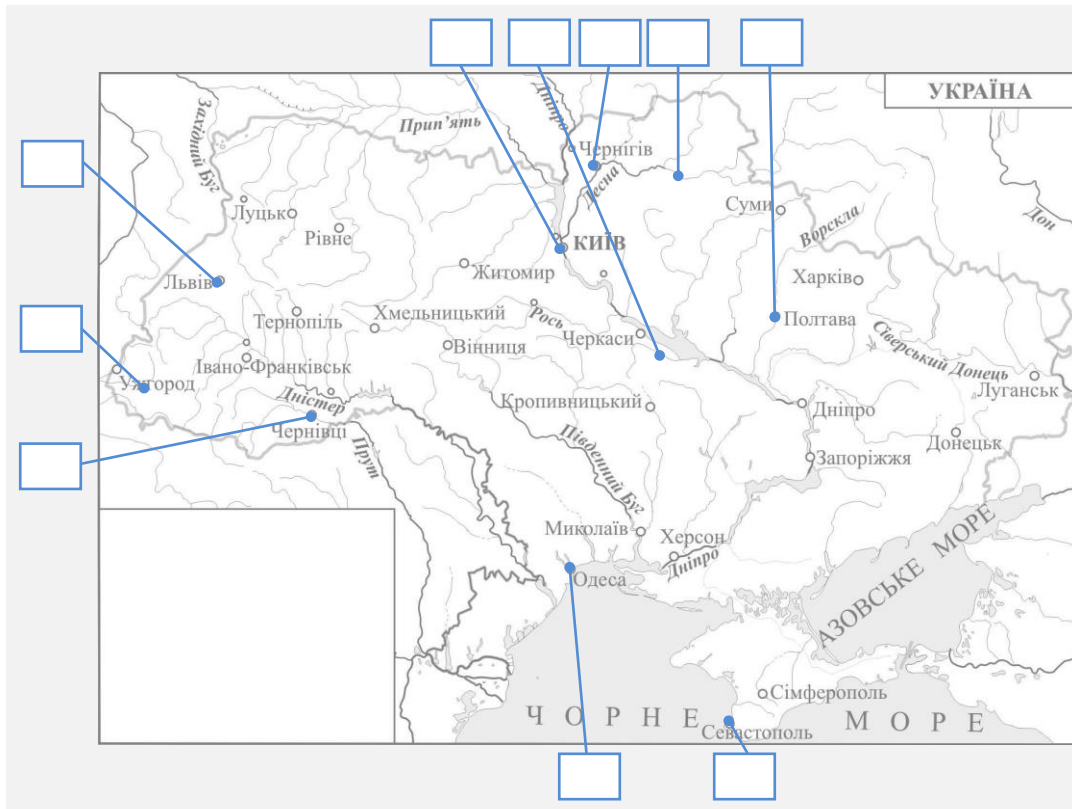 УКРАЇНА
Дніпро
Західний Буг
Прип'ять
Чернігів
Десна
Луцьк
Суми
Ворскла
Дон
Рівне
КИЇВ
Житомир
Харків
Львів
Тернопіль
Хмельницький
Рось
Полтава
Черкаси
Сіверський Донець
Вінниця
Івано-Франківськ
Ужгород
Луганськ
Дністер
Кропивницький
Дніпро
Чернівці
Донецьк
Прут
Південний Буг
Запоріжжя
Миколаїв
Херсон
Дніпро
Одеса
АЗОВСЬКЕ МОРЕ
Сімферополь
ЧОРНЕ МОРЕ
Севастополь